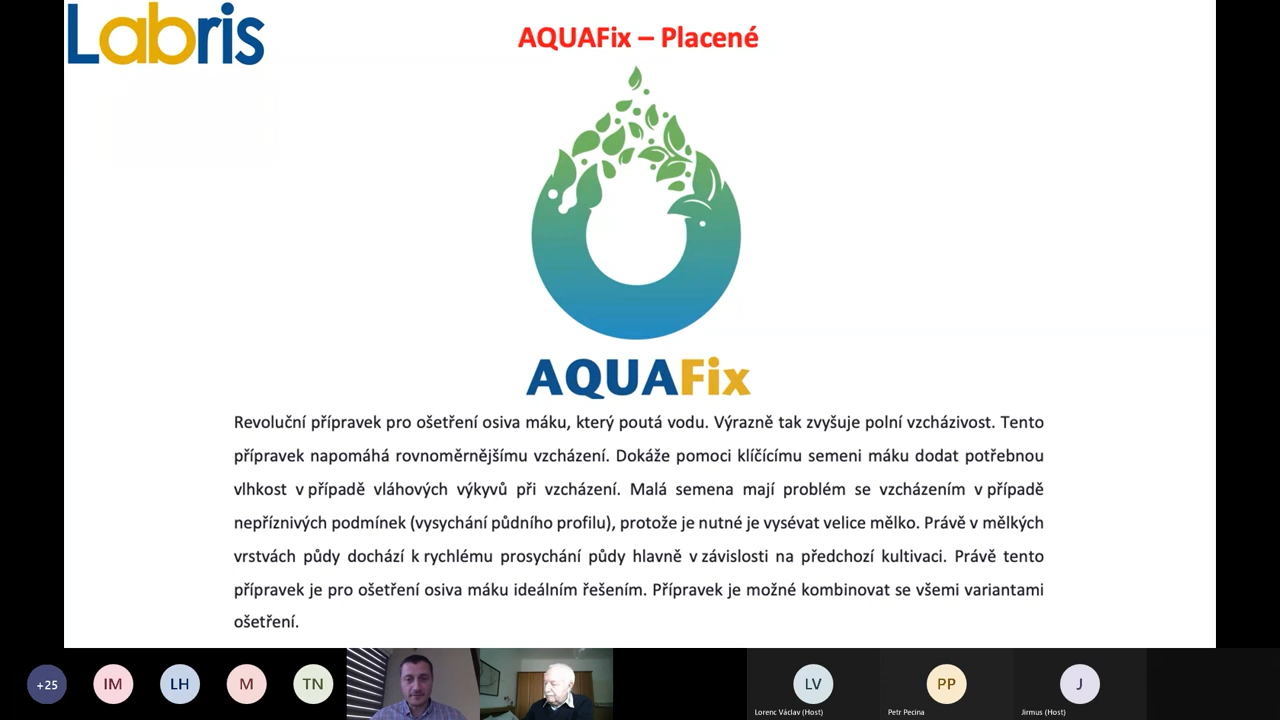 Labris
AQUAFix – Placené
AQUAFix
Revoluční přípravek pro ošetření osiva máku, který poutá vodu. Výrazně tak zvyšuje polní vzcházivost. Tento
přípravek napomáhá rovnoměrnějšímu vzcházení. Dokáže pomoci klíčícímu semeni máku dodat potřebnou
vlhkost v případě vláhových výkyvů při vzcházení. Malá semena mají problém se vzcházením v případě
nepříznivých podmínek (vysychání půdního profilu), protože je nutné je vysévat velice mělko. Právě v mělkých
vrstvách půdy dochází k rychlému prosychání půdy hlavně v závislosti na předchozí kultivaci. Právě tento
přípravek je pro ošetření osiva máku ideálním řešením. Přípravek je možné kombinovat se všemi variantami
ošetření.
+25
IM
LH
M
TN
LV
PP
J
Lorenc Václav (Host)
Petr Pecina
Jirmus (Host)